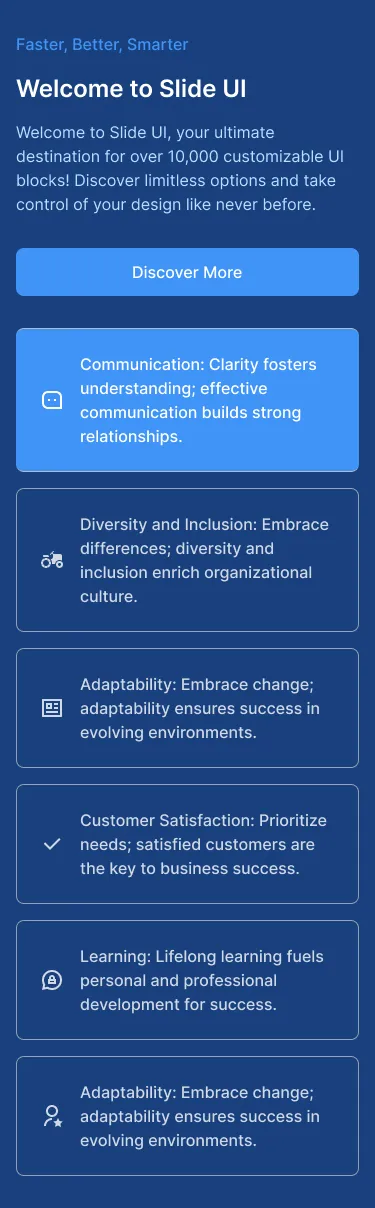 Faster, Better, Smarter
Welcome to Slide UI
Welcome to Slide UI, your ultimate
destination for over 10,000 customizable UI
blocks! Discover limitless options and take
control of your design like never before.
Discover More
Communication: Clarity fosters
understanding; effective
communication builds strong
relationships.
Diversity and Inclusion: Embrace
differences; diversity and
inclusion enrich organizational
culture.
Adaptability: Embrace change;
adaptability ensures success in
evolving environments.
Customer Satisfaction: Prioritize
needs; satisfied customers are
the key to business success.
Learning: Lifelong learning fuels
personal and professional
development for success.
Adaptability: Embrace change;
adaptability ensures success in
evolving environments.